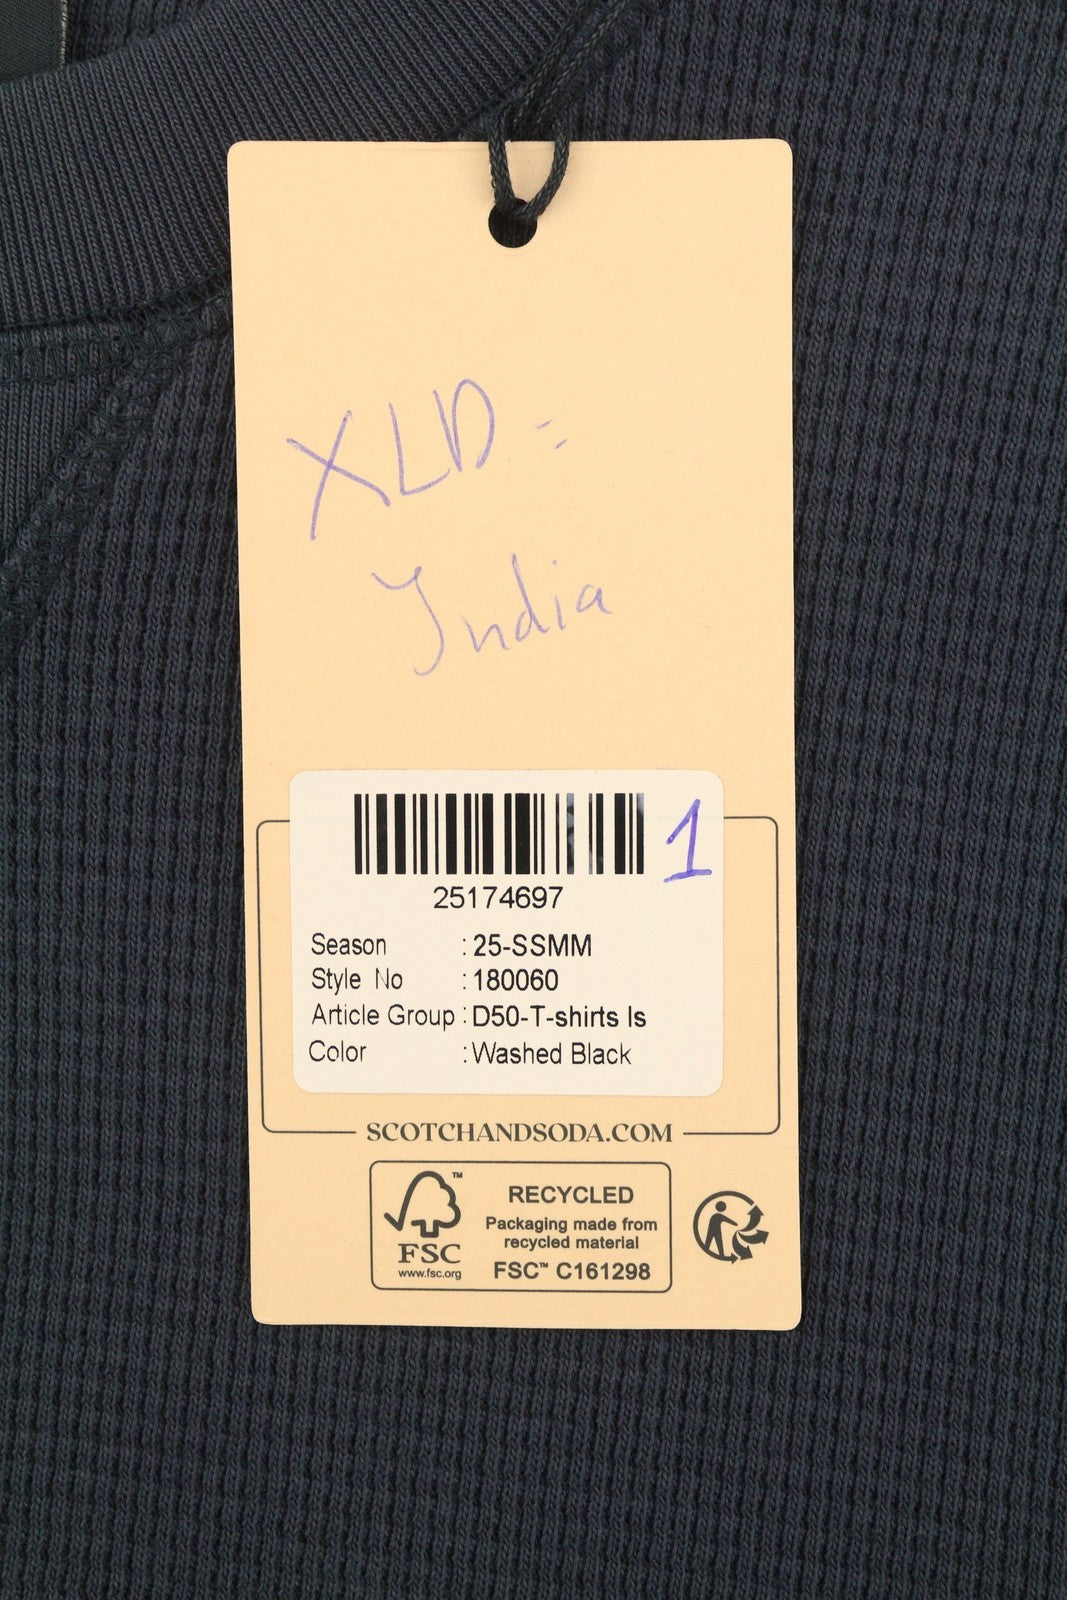 XLD =
India
1
25174697
Season : 25-SSMM
Style No : 180060
Article Group : D50-T-shirts ls
Color : Washed Black
SCOTCHANDSODA.COM
FSC
TM
www.fsc.org
RECYCLED
Packaging made from
recycled material
FSC™ C161298